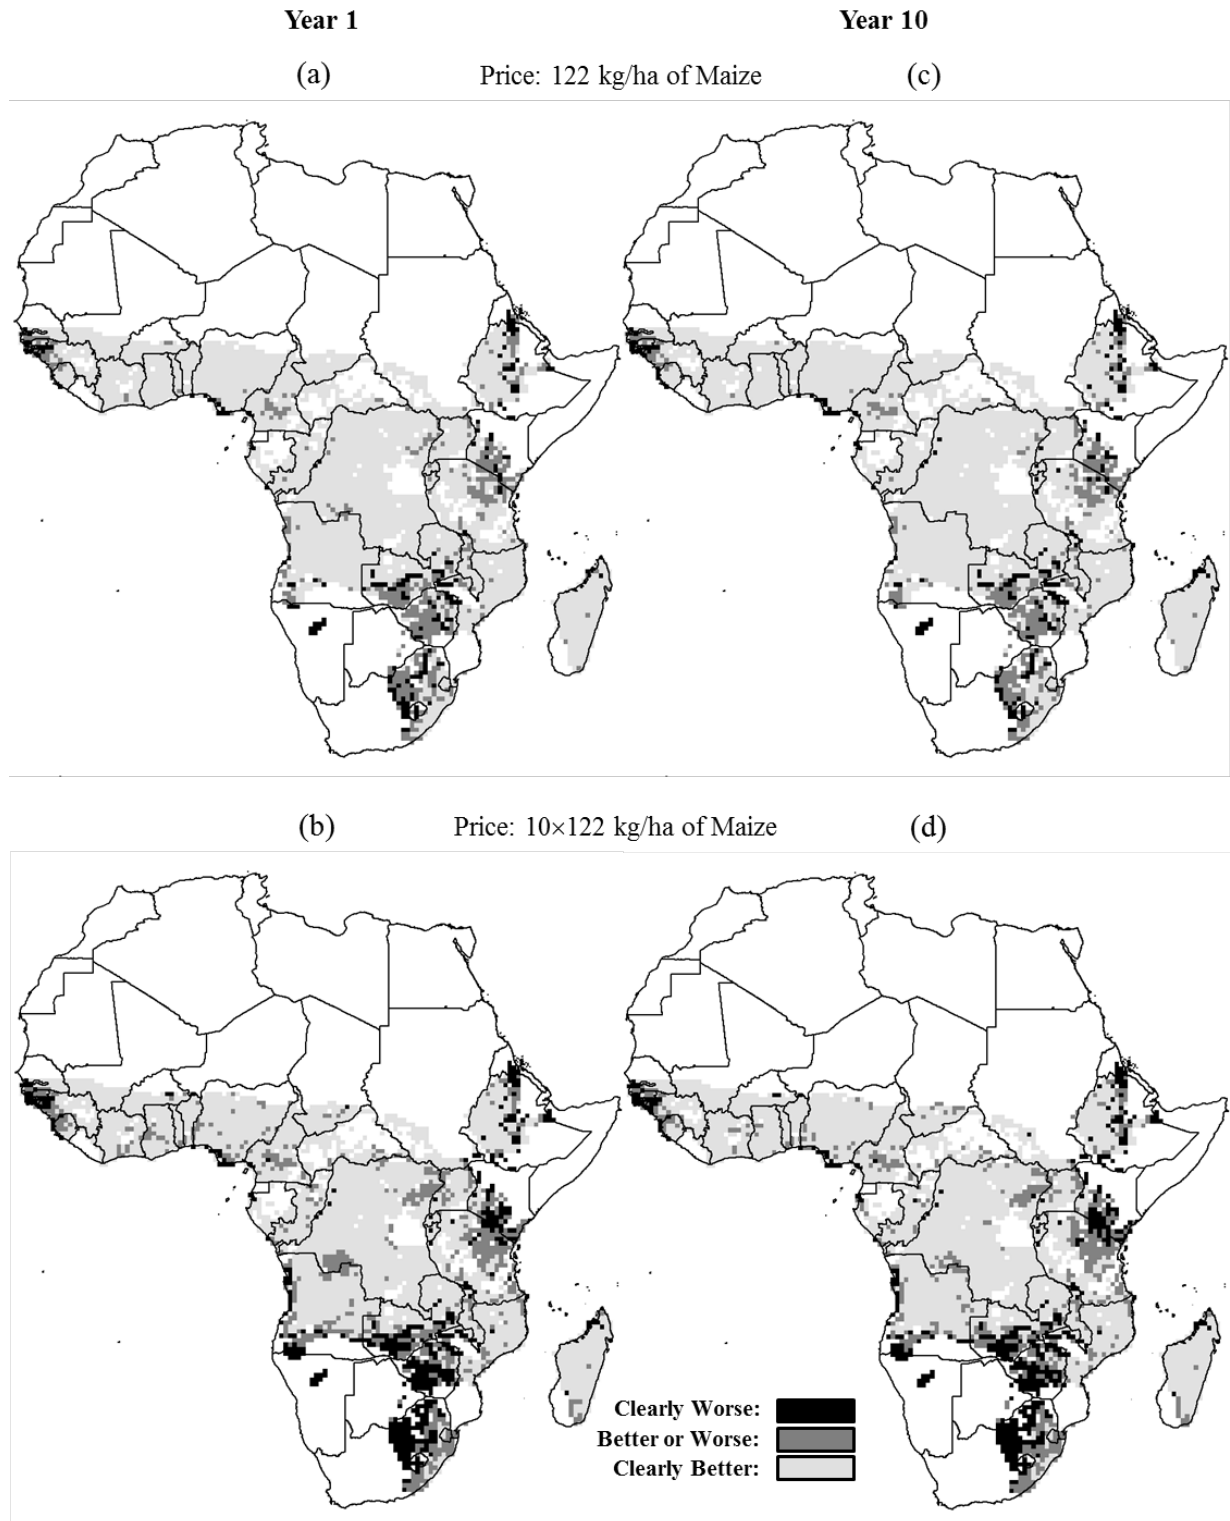 Year 1
Year 10
(a)
Price: 122 kg/ha of Maize
(c)
(b)
Price: 10×122 kg/ha of Maize
(d)
Clearly Worse:
Better or Worse:
Clearly Better: